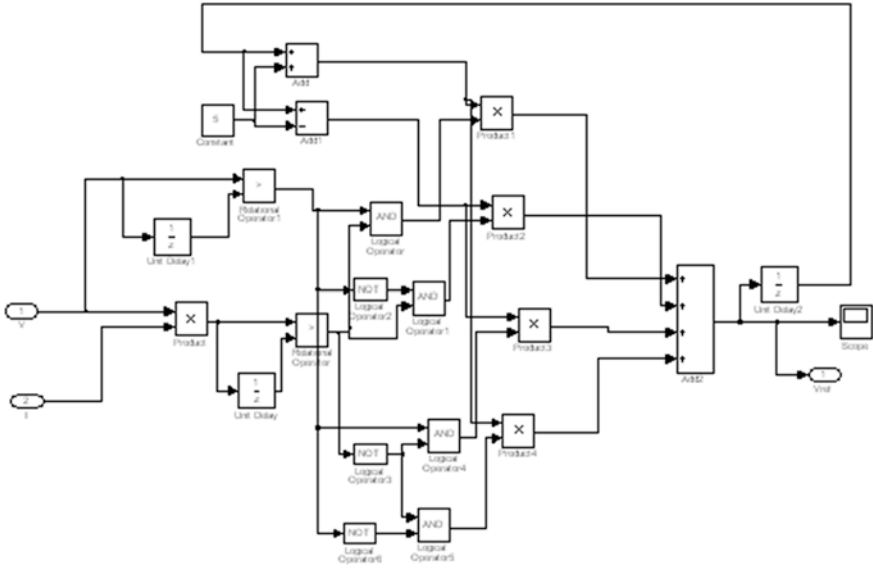 +
+
Add
5
Constant
+
−
Add1
×
Product1
>
Relational
Operator1
1
z
Unit Delay1
AND
Logical
Operator
×
Product2
NOT
Logical
Operator2
AND
Logical
Operator1
1
V
×
Product
>
Relational
Operator
×
Product3
+
+
+
+
Add2
1
z
Unit Delay2
Scope
1
Vref
2
I
1
z
Unit Delay
NOT
Logical
Operator3
AND
Logical
Operator4
×
Product4
NOT
Logical
Operator6
AND
Logical
Operator5